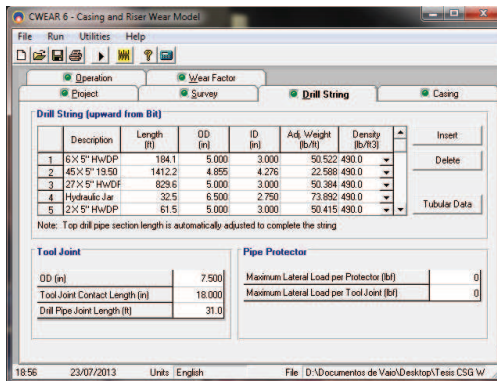 CWEAR 6 - Casing and Riser Wear Model
File Run Utilities Help
Operation Wear Factor
Project Survey Drill String Casing
Drill String (upward from Bit)
Description Length (ft) OD (in) ID (in) Adj. Weight (lb/ft) Density (lb/ft3)
1 6 X 5" HWDP 184.1 5.000 3.000 50.522 490.0
2 45 X 5" 19.50 1412.2 4.855 4.276 22.588 490.0
3 27 X 5" HWDF 829.6 5.000 3.000 50.384 490.0
4 Hydraulic Jar 32.5 6.500 2.750 73.892 490.0
5 2 X 5" HWDP 61.5 5.000 3.000 50.415 490.0
Insert
Delete
Tubular Data
Note: Top drill pipe section length is automatically adjusted to complete the string
Tool Joint
OD (in) 7.500
Tool Joint Contact Length (in) 18.000
Drill Pipe Joint Length (ft) 31.0
Pipe Protector
Maximum Lateral Load per Protector (lbf) 0
Maximum Lateral Load per Tool Joint (lbf) 0
18:56 23/07/2013 Units English File D:\Documentos de Vaio\Desktop\Tesis CSG W